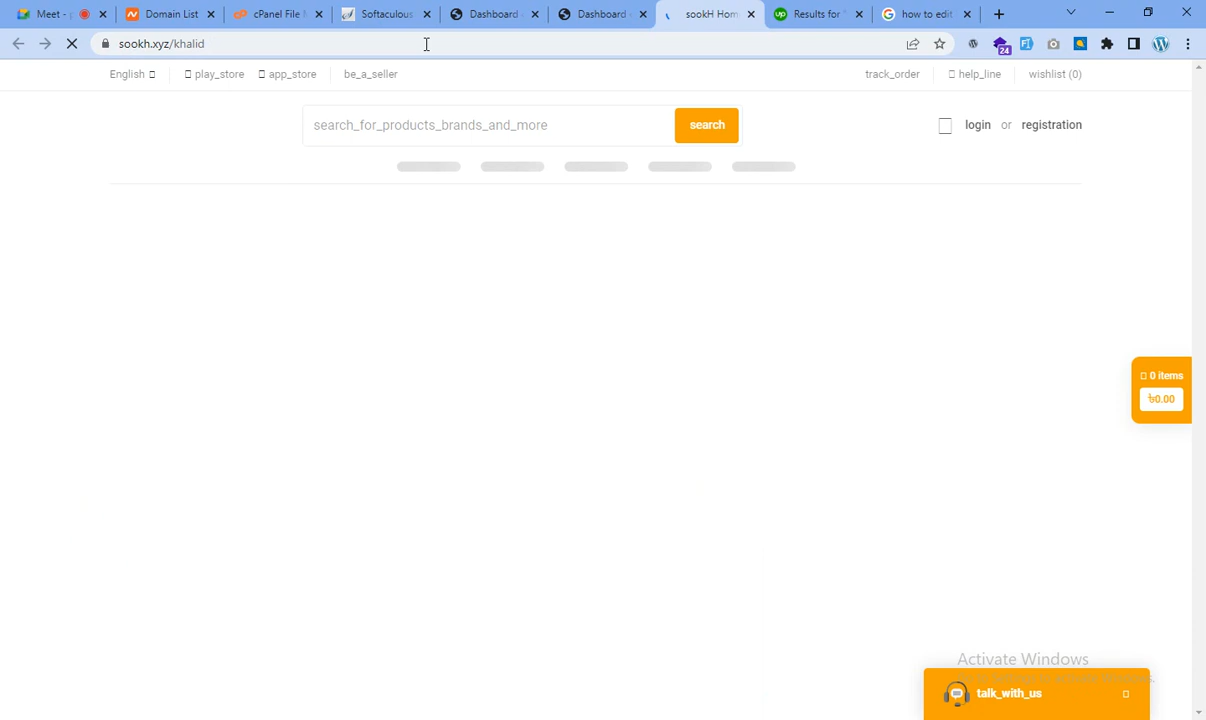 Meet - Domain List cPanel File M Softaculous Dashboard Dashboard sookH Hom Results for how to edit
sookh.xyz/khalid
24
English play_store app_store be_a_seller track_order help_line wishlist (0)
search_for_products_brands_and_more search login or registration
0 items
৳0.00
Activate Windows
talk_with_us